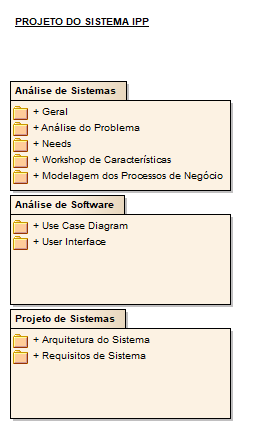 PROJETO DO SISTEMA IPP
Análise de Sistemas
+ Geral
+ Análise do Problema
+ Needs
+ Workshop de Características
+ Modelagem dos Processos de Negócio
Análise de Software
+ Use Case Diagram
+ User Interface
Projeto de Sistemas
+ Arquitetura do Sistema
+ Requisitos de Sistema